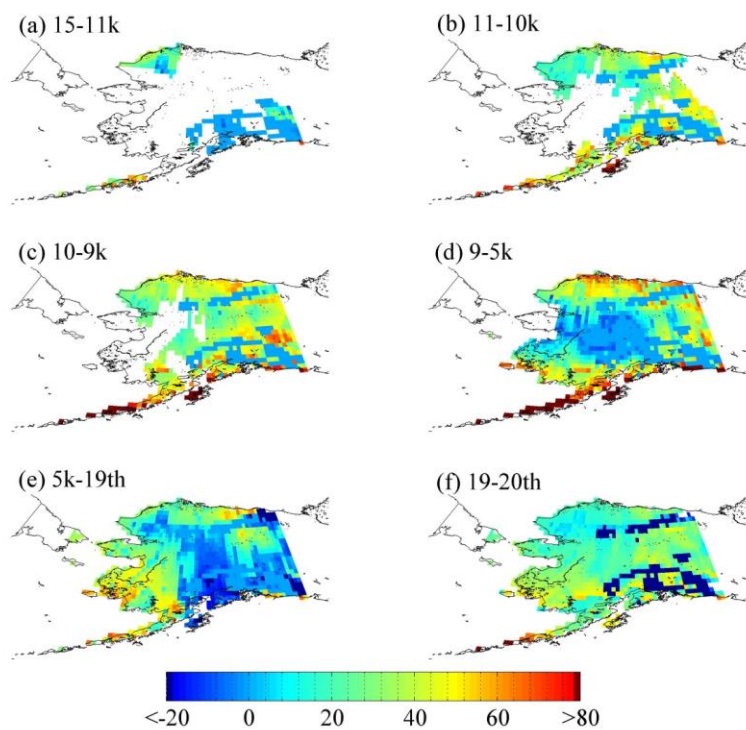 (a) 15-11k
(b) 11-10k
(c) 10-9k
(d) 9-5k
(e) 5k-19th
(f) 19-20th
<-20 0 20 40 60 >80